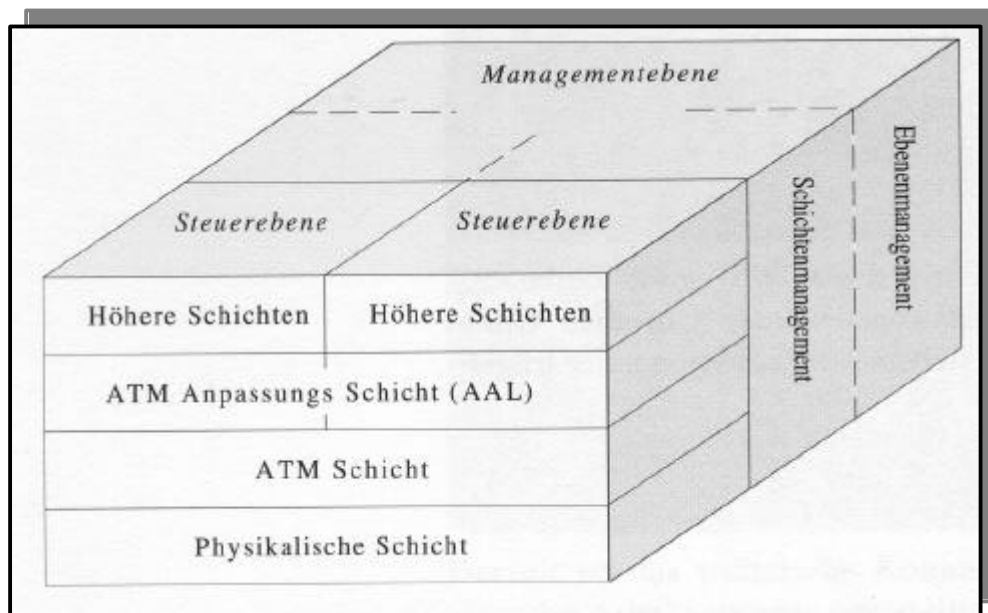 Managementebene
Steuerebene
Steuerebene
Höhere Schichten
Höhere Schichten
ATM Anpassungs Schicht (AAL)
ATM Schicht
Physikalische Schicht
Schichtenmanagement
Ebenenmanagement